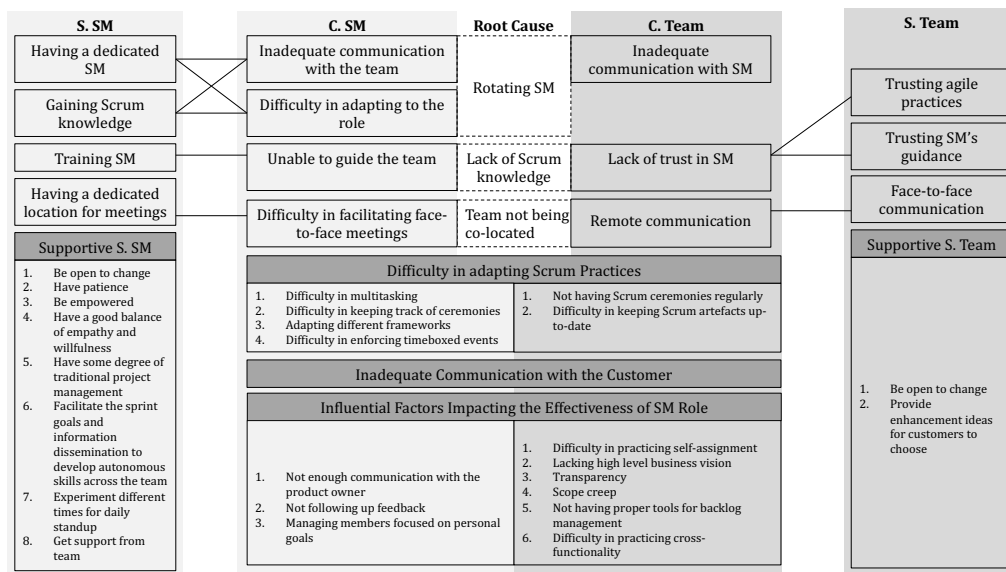 S. SM
C. SM
Root Cause
C. Team
S. Team
Having a dedicated
SM
Gaining Scrum
knowledge
Training SM
Having a dedicated
location for meetings
Supportive S. SM
1. Be open to change
2. Have patience
3. Be empowered
4. Have a good balance
of empathy and
willfulness
5. Have some degree of
traditional project
management
6. Facilitate the sprint
goals and
information
dissemination to
develop autonomous
skills across the team
7. Experiment different
times for daily
standup
8. Get support from
team
Inadequate communication
with the team
Difficulty in adapting to the
role
Unable to guide the team
Difficulty in facilitating face-
to-face meetings
Rotating SM
Lack of Scrum
knowledge
Team not being
co-located
Inadequate
communication with SM
Lack of trust in SM
Remote communication
Difficulty in adapting Scrum Practices
1. Difficulty in multitasking
2. Difficulty in keeping track of ceremonies
3. Adapting different frameworks
4. Difficulty in enforcing timeboxed events
1. Not having Scrum ceremonies regularly
2. Difficulty in keeping Scrum artefacts up-
to-date
Inadequate Communication with the Customer
Influential Factors Impacting the Effectiveness of SM Role
1. Not enough communication with the
product owner
2. Not following up feedback
3. Managing members focused on personal
goals
1. Difficulty in practicing self-assignment
2. Lacking high level business vision
3. Transparency
4. Scope creep
5. Not having proper tools for backlog
management
6. Difficulty in practicing cross-
functionality
Trusting agile
practices
Trusting SM's
guidance
Face-to-face
communication
Supportive S. Team
1. Be open to change
2. Provide
enhancement ideas
for customers to
choose